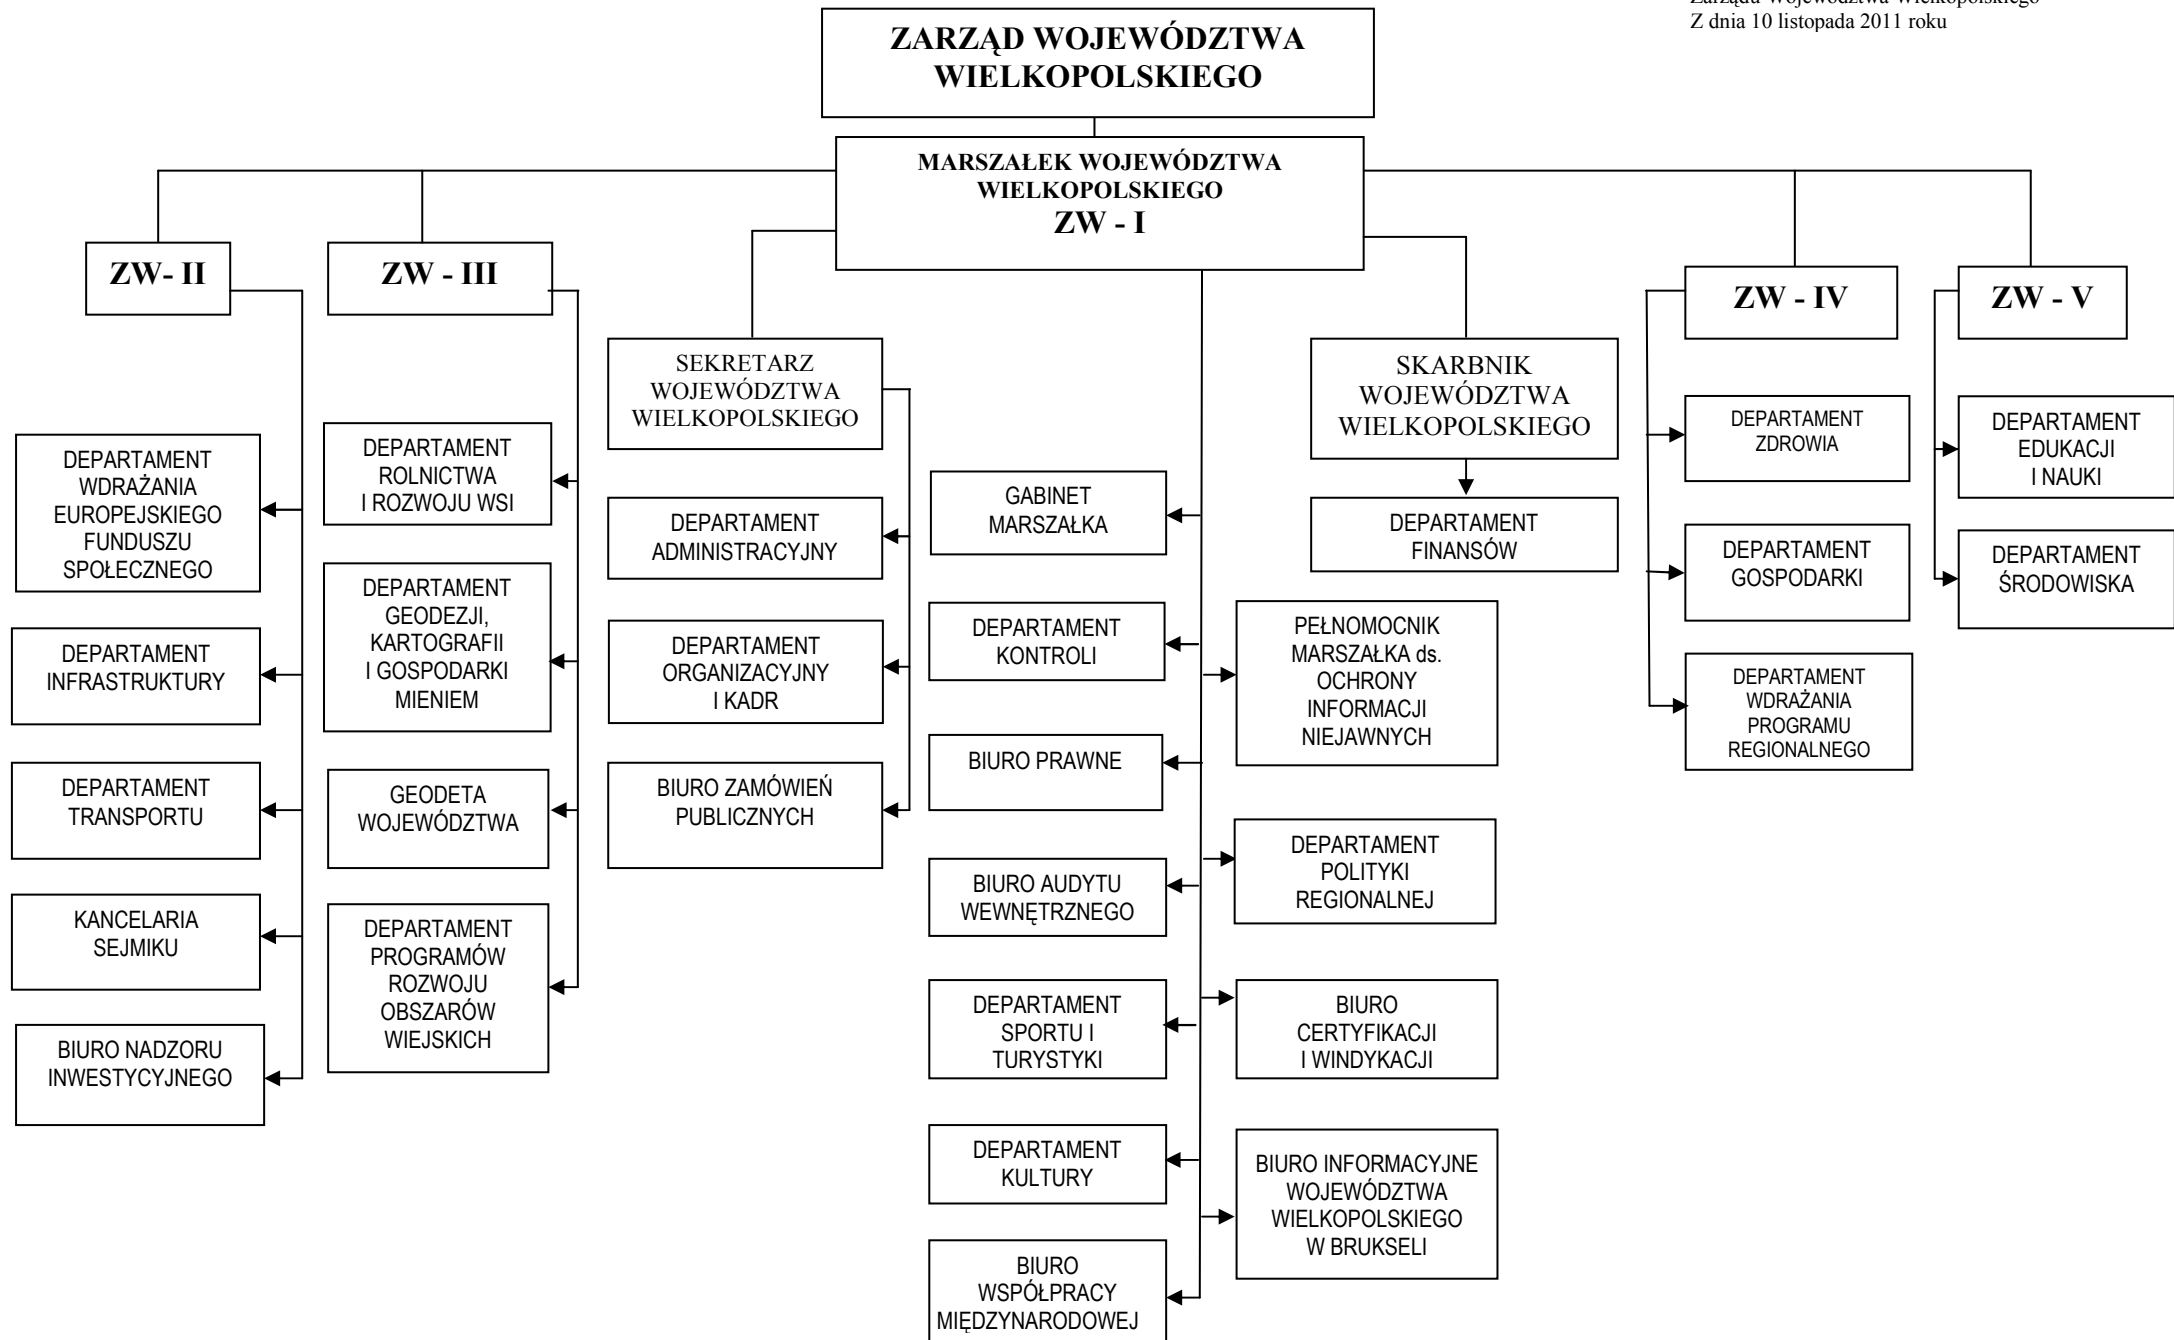 Zarządu Województwa Wielkopolskiego
Z dnia 10 listopada 2011 roku
ZARZĄD WOJEWÓDZTWA
WIELKOPOLSKIEGO
MARSZAŁEK WOJEWÓDZTWA
WIELKOPOLSKIEGO
ZW - I
ZW- II
ZW - III
ZW - IV
ZW - V
SEKRETARZ
WOJEWÓDZTWA
WIELKOPOLSKIEGO
SKARBNIK
WOJEWÓDZTWA
WIELKOPOLSKIEGO
DEPARTAMENT
WDRAŻANIA
EUROPEJSKIEGO
FUNDUSZU
SPOŁECZNEGO
DEPARTAMENT
INFRASTRUKTURY
DEPARTAMENT
TRANSPORTU
KANCELARIA
SEJMIKU
BIURO NADZORU
INWESTYCYJNEGO
DEPARTAMENT
ROLNICTWA
I ROZWOJU WSI
DEPARTAMENT
GEODEZJI,
KARTOGRAFII
I GOSPODARKI
MIENIEM
GEODETA
WOJEWÓDZTWA
DEPARTAMENT
PROGRAMÓW
ROZWOJU
OBSZARÓW
WIEJSKICH
DEPARTAMENT
ADMINISTRACYJNY
DEPARTAMENT
ORGANIZACYJNY
I KADR
BIURO ZAMÓWIEŃ
PUBLICZNYCH
GABINET
MARSZAŁKA
DEPARTAMENT
KONTROLI
BIURO PRAWNE
BIURO AUDYTU
WEWNĘTRZNEGO
DEPARTAMENT
SPORTU I
TURYSTYKI
DEPARTAMENT
KULTURY
BIURO
WSPÓŁPRACY
MIĘDZYNARODOWEJ
PEŁNOMOCNIK
MARSZAŁKA ds.
OCHRONY
INFORMACJI
NIEJAWNYCH
DEPARTAMENT
POLITYKI
REGIONALNEJ
BIURO
CERTYFIKACJI
I WINDYKACJI
BIURO INFORMACYJNE
WOJEWÓDZTWA
WIELKOPOLSKIEGO
W BRUKSELI
DEPARTAMENT
FINANSÓW
DEPARTAMENT
ZDROWIA
DEPARTAMENT
GOSPODARKI
DEPARTAMENT
WDRAŻANIA
PROGRAMU
REGIONALNEGO
DEPARTAMENT
EDUKACJI
I NAUKI
DEPARTAMENT
ŚRODOWISKA